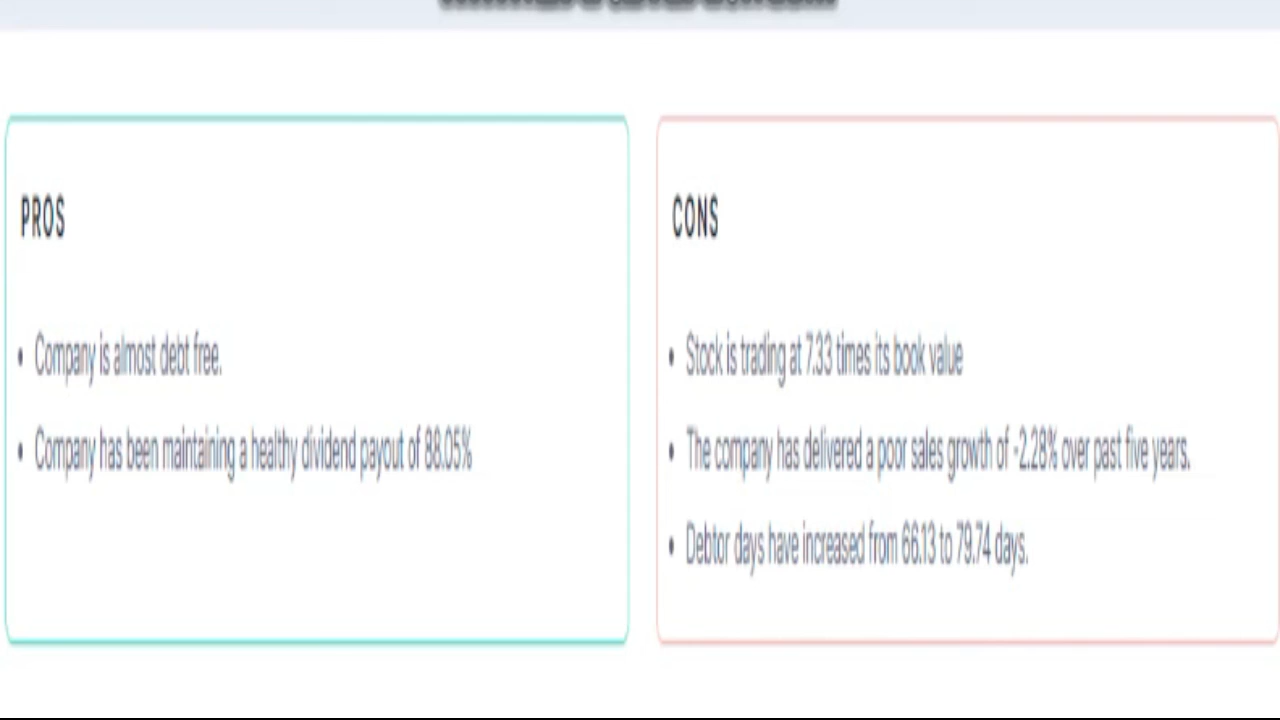 PROS
• Company is almost debt free.
• Company has been maintaining a healthy dividend payout of 88.05%
CONS
• Stock is trading at 7.33 times its book value
• The company has delivered a poor sales growth of -2.28% over past five years.
• Debtor days have increased from 66.13 to 79.74 days.